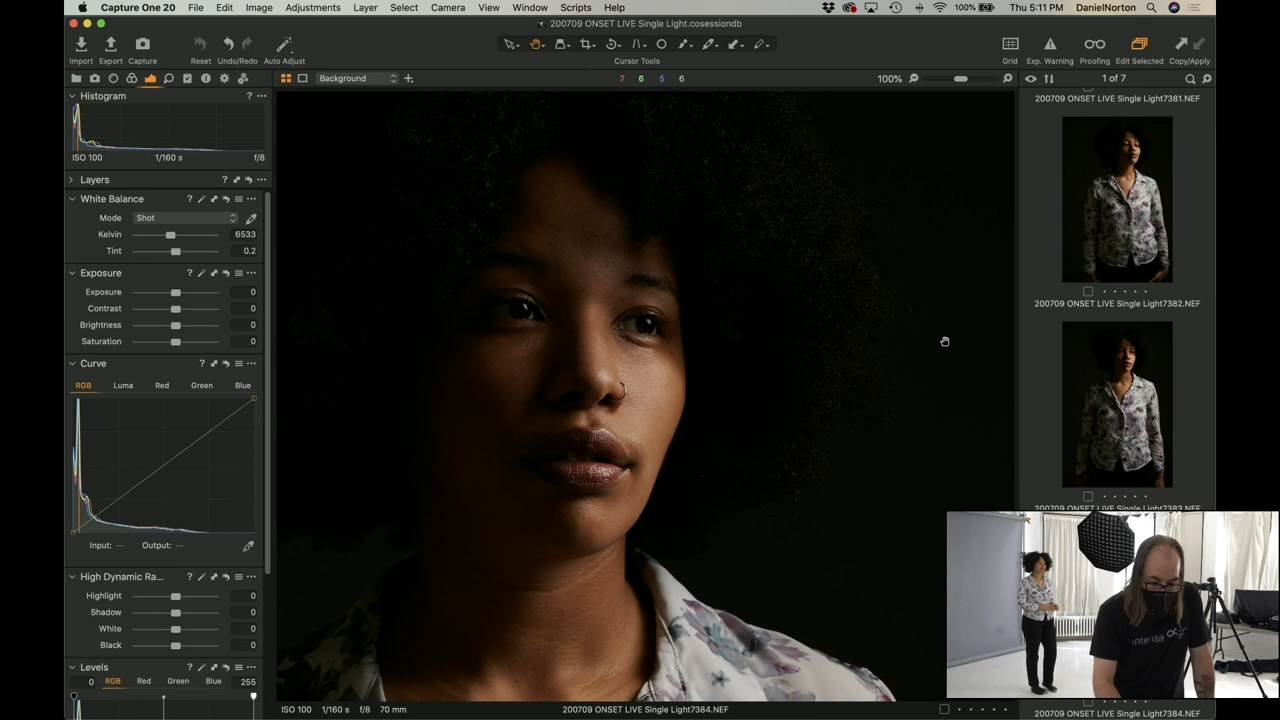 Capture One 20 File Edit Image Adjustments Layer Select Camera View Window Scripts Help 100% Thu 5:11 PM DanielNorton
200709 ONSET LIVE Single Light.cosessiondb
Import Export Capture Reset Undo/Redo Auto Adjust Cursor Tools Grid Exp. Warning Proofing Edit Selected Copy/Apply
Background 7 6 5 6 100% 1 of 7
Histogram ?
ISO 100 1/160 s f/8
Layers ?
White Balance ?
Mode Shot
Kelvin 6533
Tint 0.2
Exposure ?
Exposure 0
Contrast 0
Brightness 0
Saturation 0
Curve ?
RGB Luma Red Green Blue
Input: -- Output: --
High Dynamic Ra... ?
Highlight 0
Shadow 0
White 0
Black 0
Levels ?
0 RGB Red Green Blue 255
ISO 100 1/160 s f/8 70 mm 200709 ONSET LIVE Single Light7384.NEF
200709 ONSET LIVE Single Light7381.NEF
200709 ONSET LIVE Single Light7382.NEF
200709 ONSET LIVE Single Light7383.NEF
200709 ONSET LIVE Single Light7384.NEF